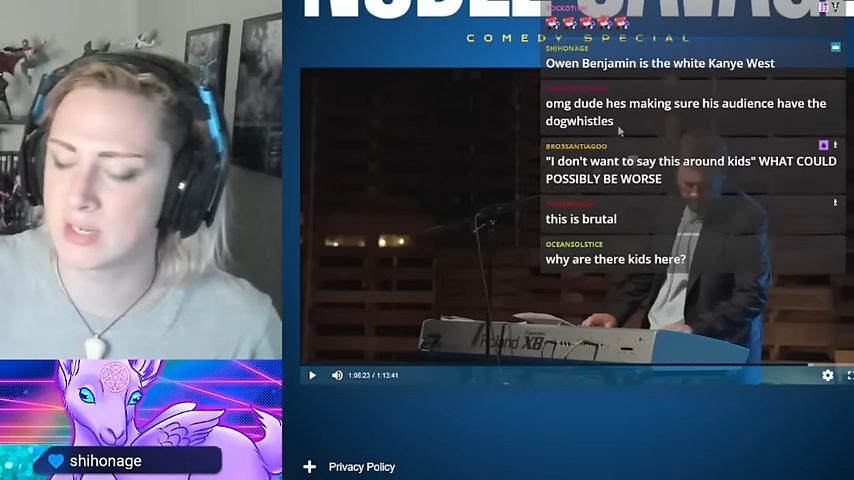 COMEDY SPECIAL
SHIHONAGE
Owen Benjamin is the white Kanye West
omg dude hes making sure his audience have the
dogwhistles
BRO3SANTIAGOO
"I don't want to say this around kids" WHAT COULD
POSSIBLY BE WORSE
this is brutal
OCEANSOLSTICE
why are there kids here?
Roland X8
1:06:23 / 1:13:41
Privacy Policy
shihonage